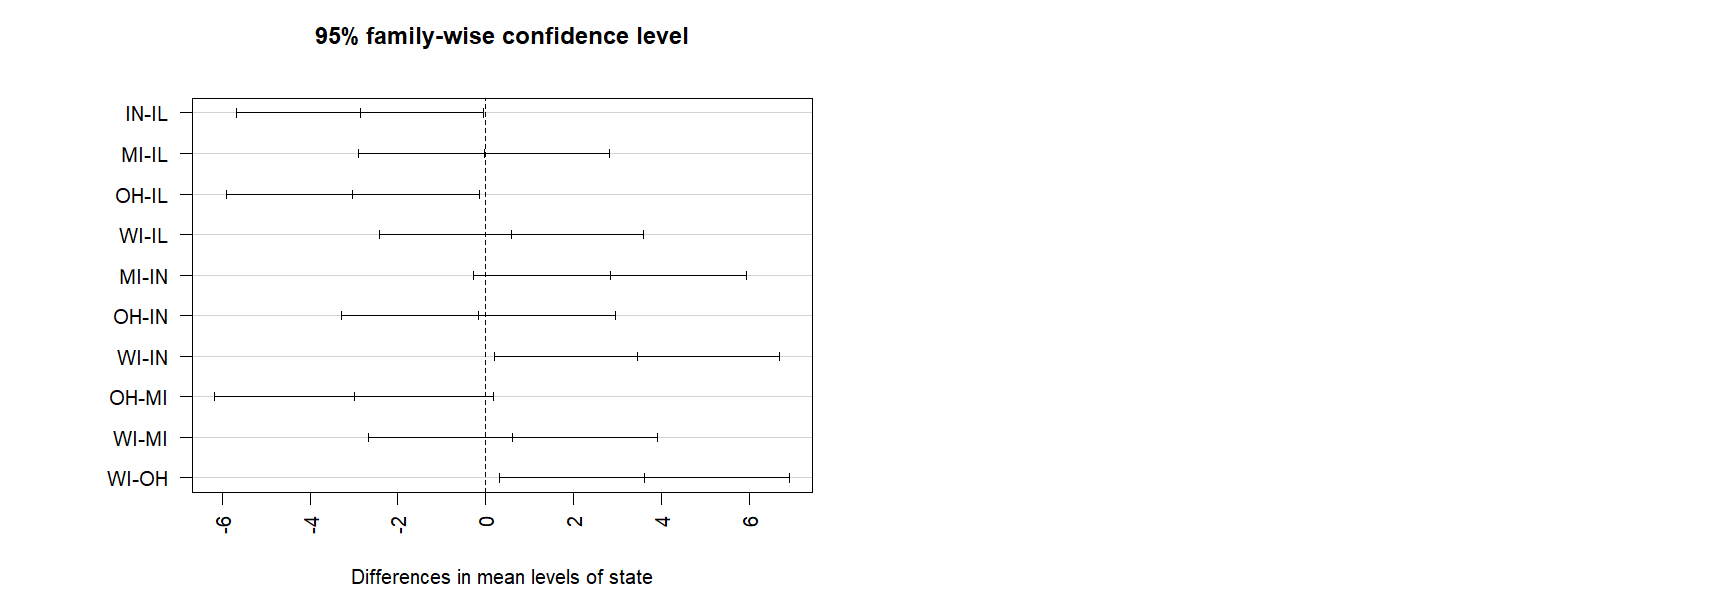 95% family-wise confidence level
IN-IL
MI-IL
OH-IL
WI-IL
MI-IN
OH-IN
WI-IN
OH-MI
WI-MI
WI-OH
-6 -4 -2 0 2 4 6
Differences in mean levels of state